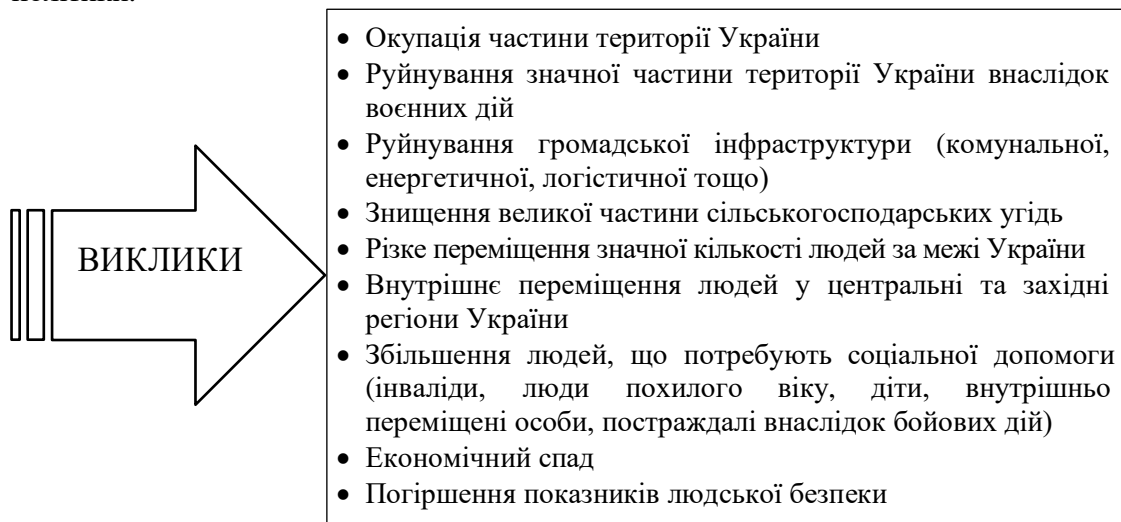 • Окупація частини території України
• Руйнування значної частини території України внаслідок
воєнних дій
• Руйнування громадської інфраструктури (комунальної,
енергетичної, логістичної тощо)
• Знищення великої частини сільськогосподарських угідь
• Різке переміщення значної кількості людей за межі України
• Внутрішнє переміщення людей у центральні та західні
регіони України
• Збільшення людей, що потребують соціальної допомоги
(інваліди, люди похилого віку, діти, внутрішньо
переміщені особи, постраждалі внаслідок бойових дій)
• Економічний спад
• Погіршення показників людської безпеки
ВИКЛИКИ